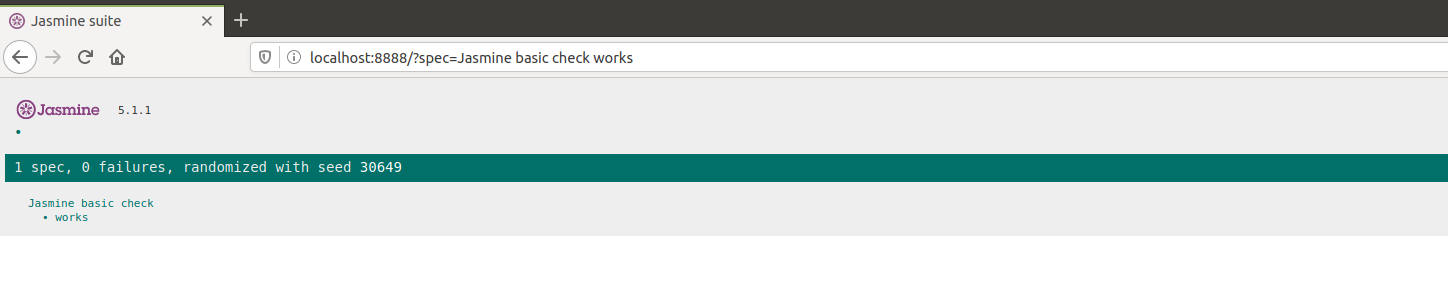 Jasmine suite
localhost:8888/?spec=Jasmine basic check works
Jasmine 5.1.1
•
1 spec, 0 failures, randomized with seed 30649
Jasmine basic check
• works